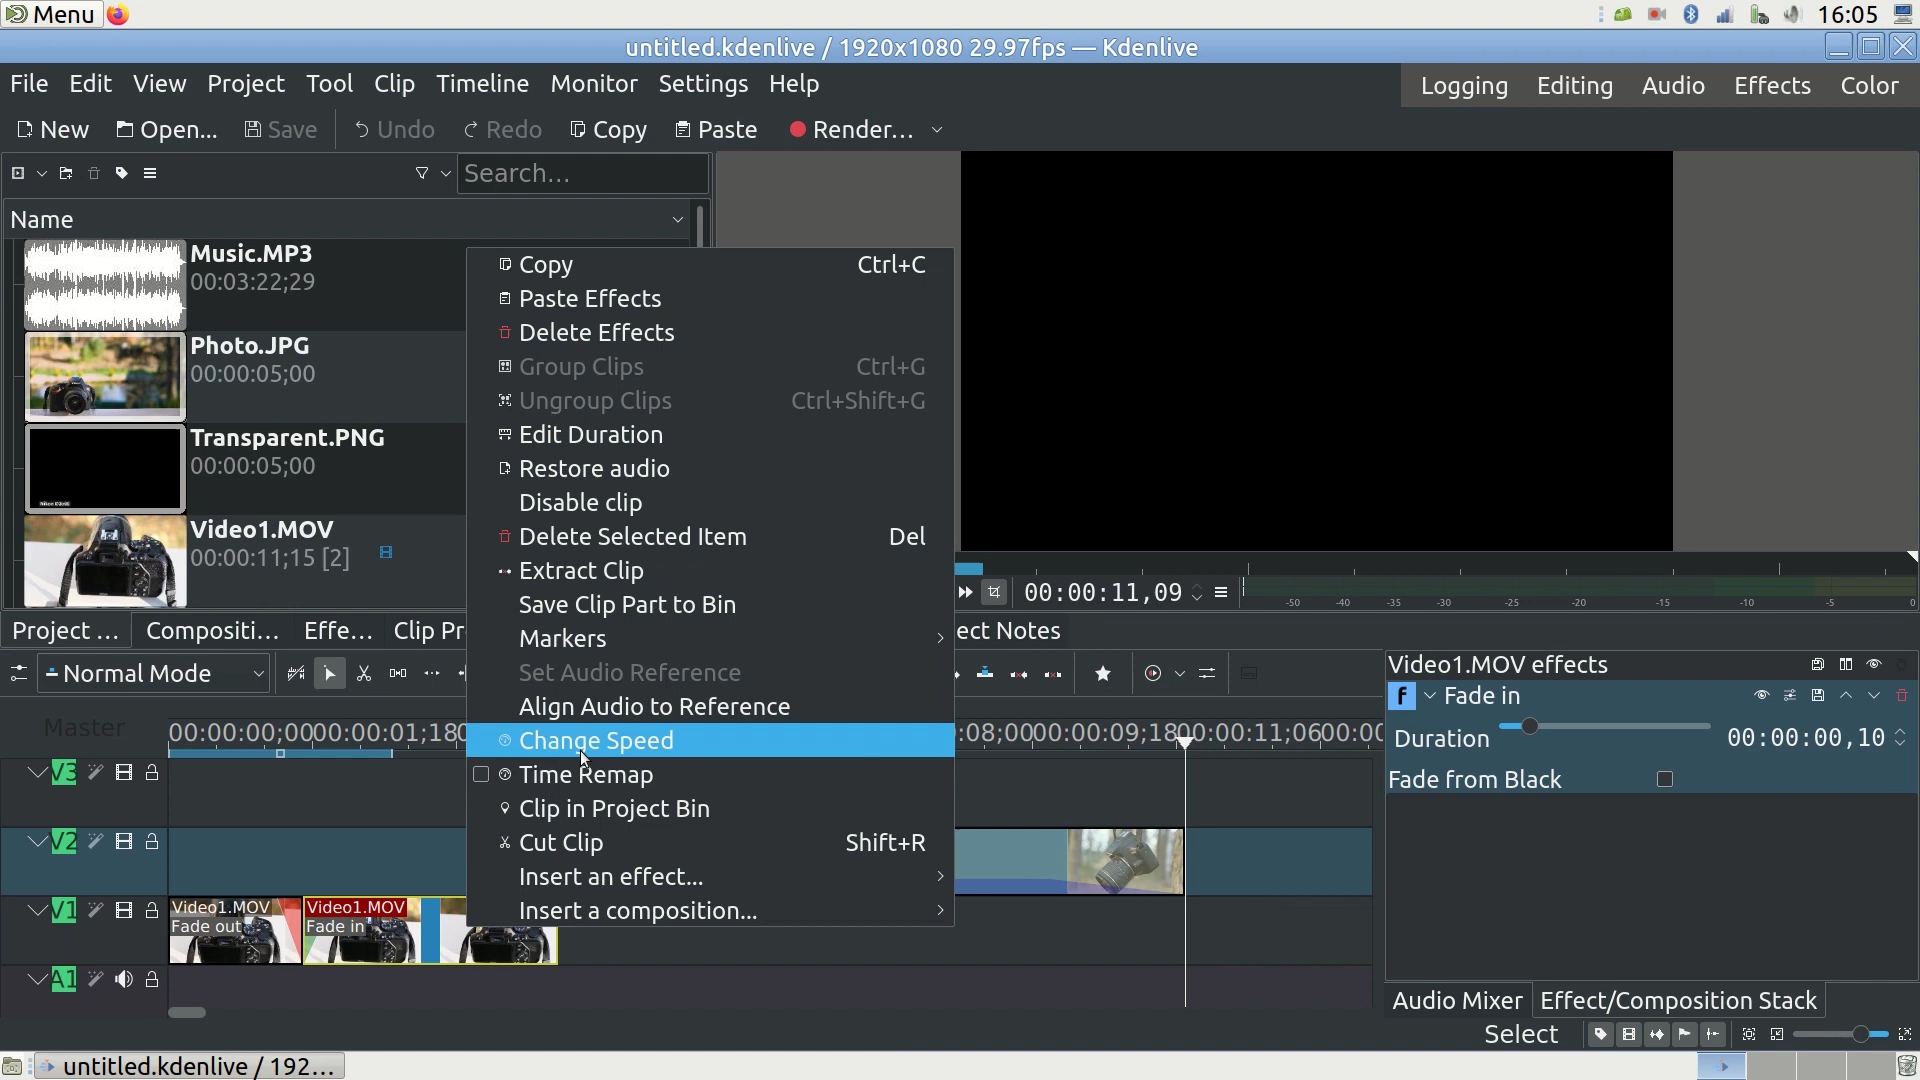 Menu
16:05
untitled.kdenlive / 1920x1080 29.97fps — Kdenlive
File Edit View Project Tool Clip Timeline Monitor Settings Help
Logging Editing Audio Effects Color
New Open... Save Undo Redo Copy Paste Render...
Search...
Name
Music.MP3
00:03:22;29
Photo.JPG
00:00:05;00
Transparent.PNG
00:00:05;00
Video1.MOV
00:00:11;15 [2]
Copy Ctrl+C
Paste Effects
Delete Effects
Group Clips Ctrl+G
Ungroup Clips Ctrl+Shift+G
Edit Duration
Restore audio
Disable clip
Delete Selected Item Del
Extract Clip
Save Clip Part to Bin
Markers
Set Audio Reference
Align Audio to Reference
Change Speed
Time Remap
Clip in Project Bin
Cut Clip Shift+R
Insert an effect...
Insert a composition...
00:00:11,09
-50 -40 -35 -30 -25 -20 -15 -10 -5 0
Project ... Compositi... Effe... Clip Pr
ect Notes
Normal Mode
Master
00:00:00,00 00:00:01,18 :08;00 00:00:09,18 00:00:11,06 00:00
V3
V2
V1
Video1.MOV
Fade out
Video1.MOV
Fade in
A1
Video1.MOV effects
f Fade in
Duration 00:00:00,10
Fade from Black
Audio Mixer Effect/Composition Stack
Select
untitled.kdenlive / 192...